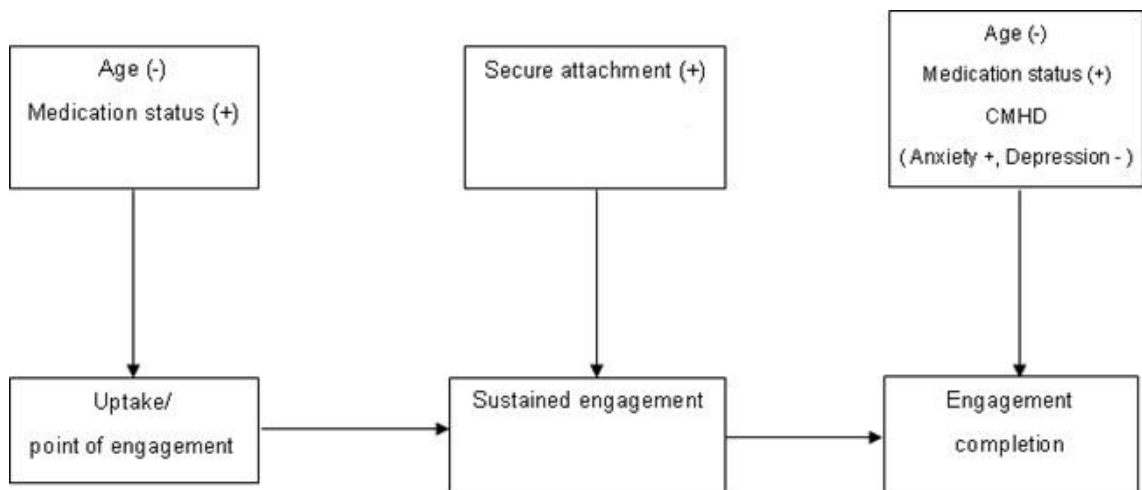 Age (-)
Medication status (+)
Secure attachment (+)
Age (-)
Medication status (+)
CMHD
( Anxiety +, Depression - )
Uptake/
point of engagement
Sustained engagement
Engagement
completion